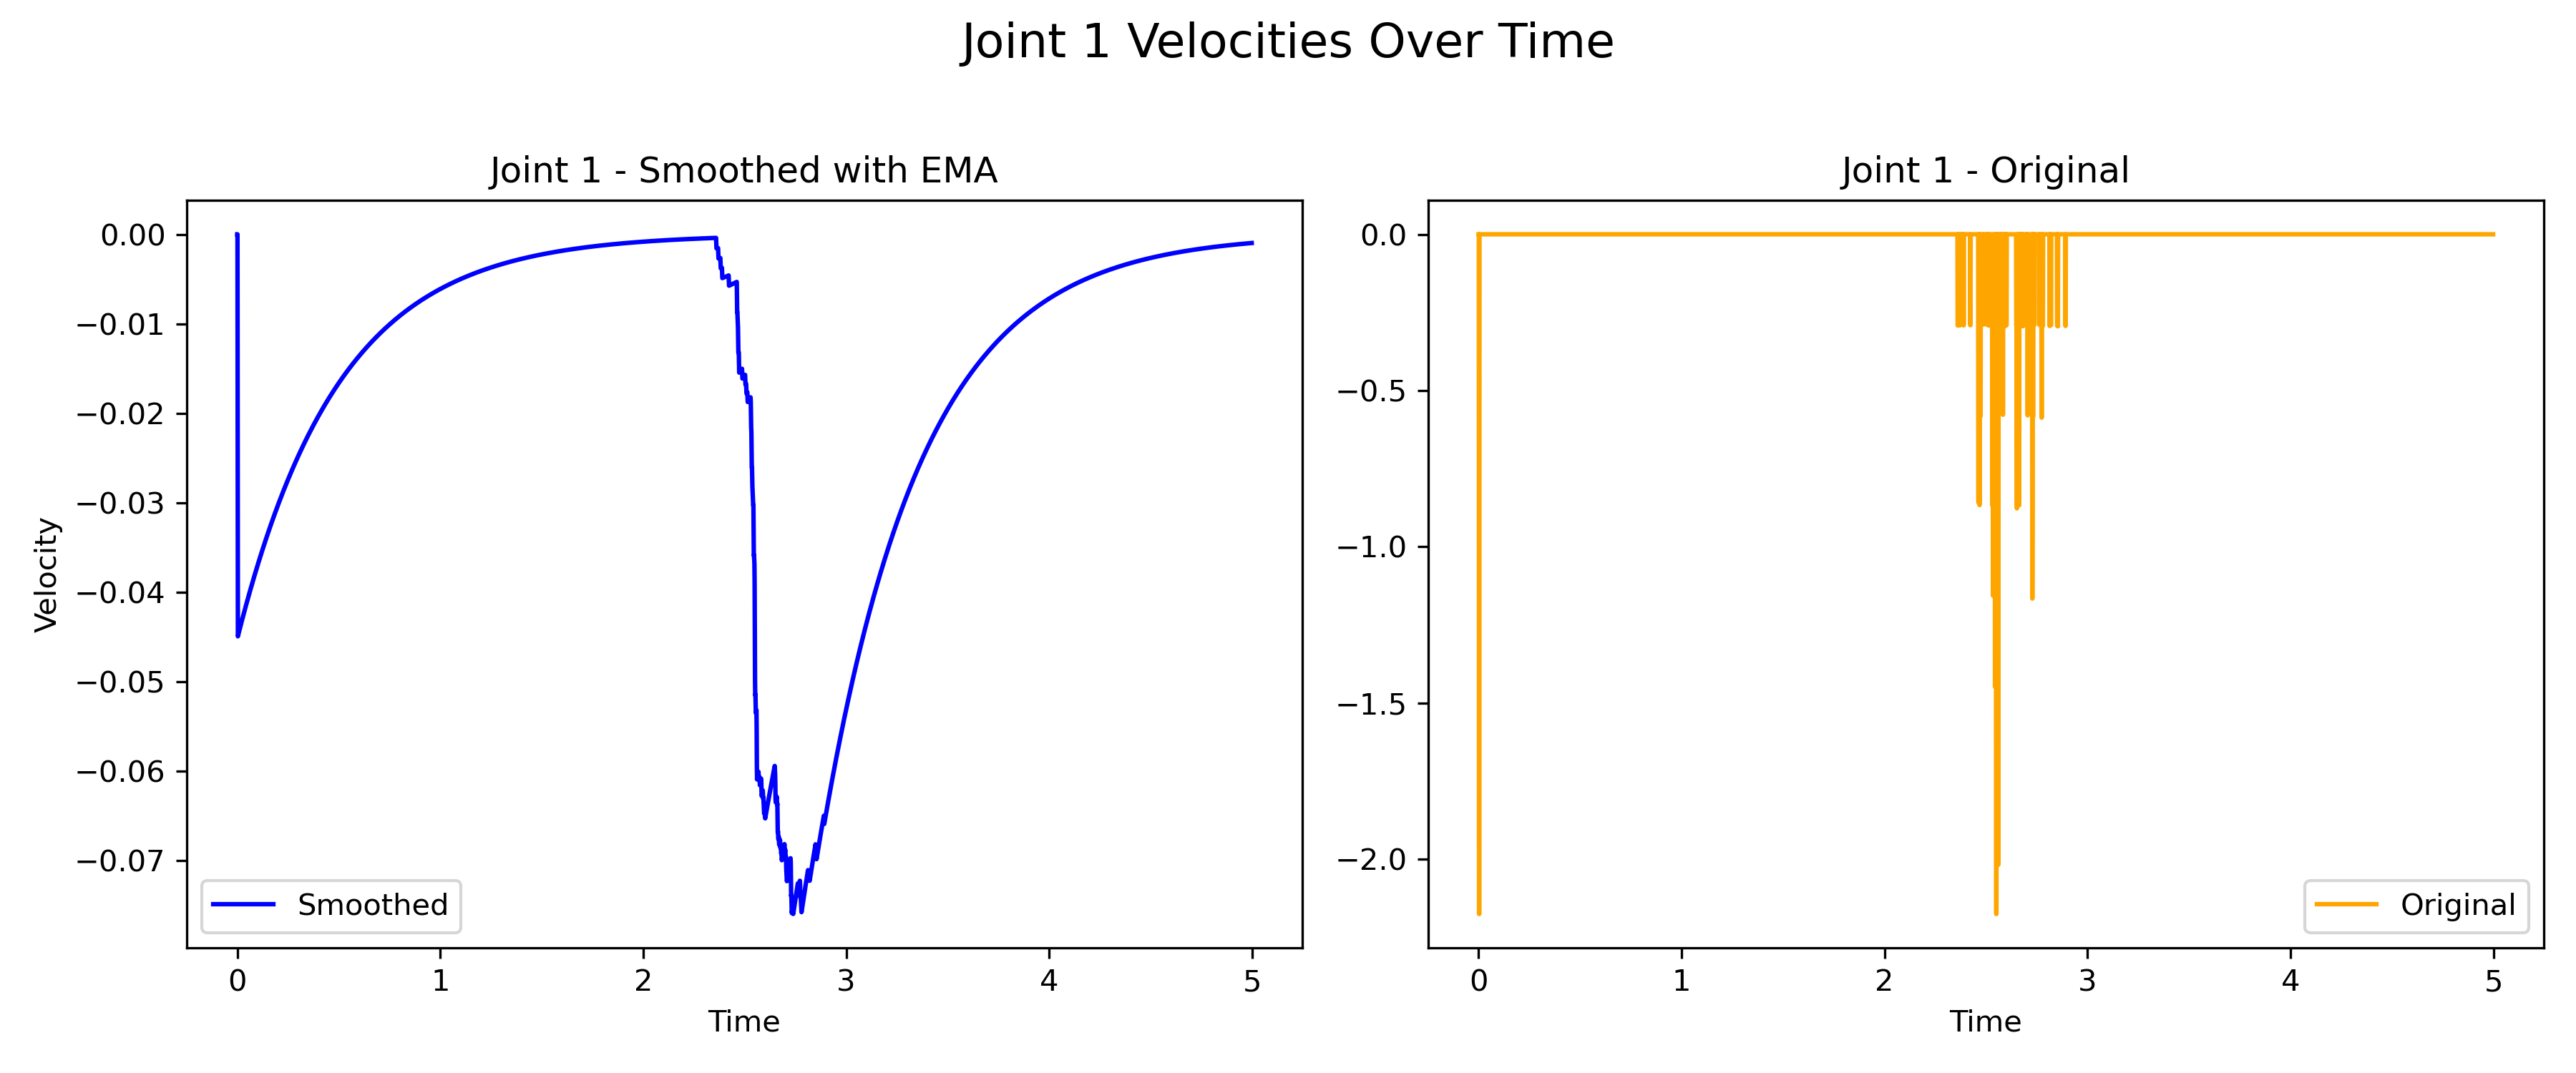 Joint 1 Velocities Over Time
Joint 1 - Smoothed with EMA
0.00
−0.01
−0.02
−0.03
−0.04
−0.05
−0.06
−0.07
Velocity
Smoothed
0 1 2 3 4 5
Time
Joint 1 - Original
0.0
−0.5
−1.0
−1.5
−2.0
Original
0 1 2 3 4 5
Time